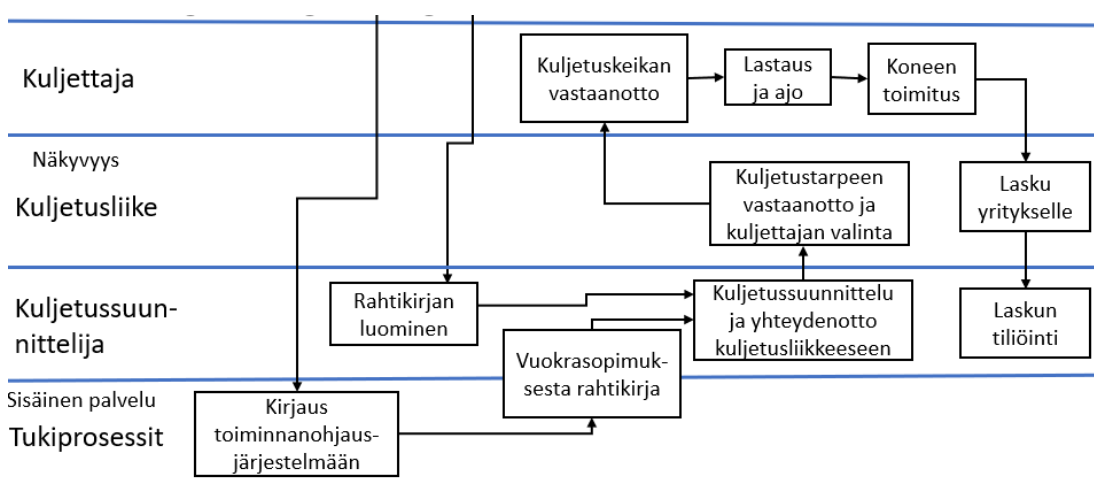 Kuljettaja
Kuljetuskeikan
vastaanotto
Lastaus
ja ajo
Koneen
toimitus
Näkyvyys
Kuljetusliike
Kuljetustarpeen
vastaanotto ja
kuljettajan valinta
Lasku
yritykselle
Kuljetussuun-
nittelija
Rahtikirjan
luominen
Vuokrasopimuk-
sesta rahtikirja
Kuljetussuunnittelu
ja yhteydenotto
kuljetusliikkeeseen
Laskun
tiliöinti
Sisäinen palvelu
Tukiprosessit
Kirjaus
toiminnanohjaus-
järjestelmään